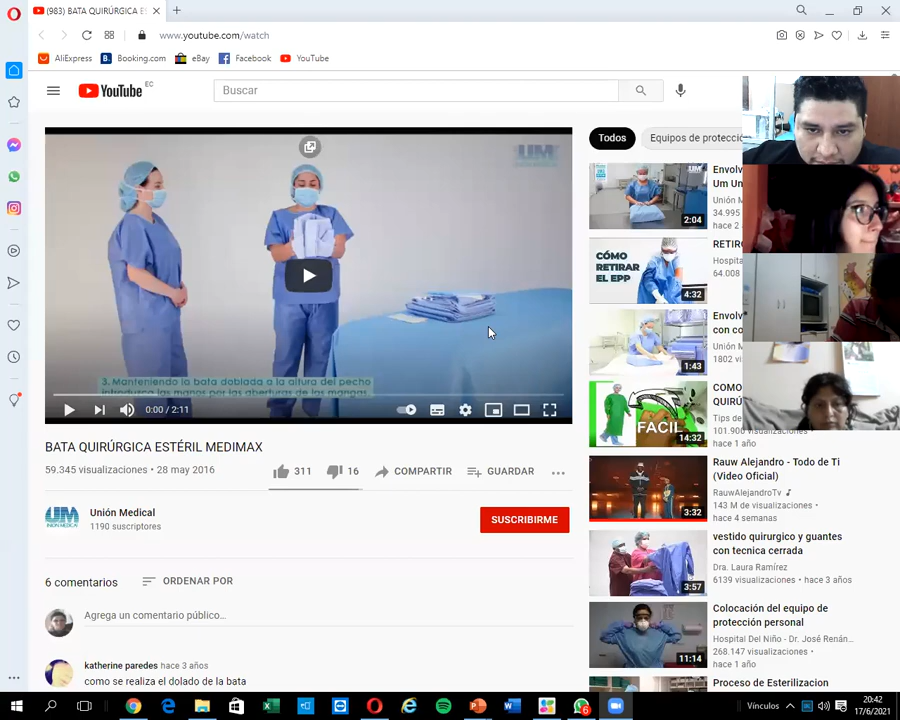 (983) BATA QUIRÚRGICA ES
www.youtube.com/watch
AliExpress
Booking.com
eBay
Facebook
YouTube
YouTube EC
Buscar
UM
3. Manteniendo la bata doblada a la altura del pecho
introduzca las manos por las aberturas de las mangas
0:00 / 2:11
BATA QUIRÚRGICA ESTÉRIL MEDIMAX
59.345 visualizaciones • 28 may 2016
311
16
COMPARTIR
GUARDAR
UM
UNIÓN MEDICAL
Unión Medical
1190 suscriptores
SUSCRIBIRME
6 comentarios
ORDENAR POR
Agrega un comentario público...
katherine paredes hace 3 años
como se realiza el dolado de la bata
Todos
Equipos de protecció
2:04
Envolv
Um Un
Unión M
34.995
hace 2
CÓMO
RETIRAR
EL EPP
4:32
RETIR
Hospita
64.008
1:43
Envolv
con co
Unión M
1802
FACIL
14:32
COMO
QUIRÚ
Tips de
101.900 visualizaciones
hace 1 año
3:32
Rauw Alejandro - Todo de Ti
(Video Oficial)
RauwAlejandroTv
143 M de visualizaciones
hace 4 semanas
3:57
vestido quirurgico y guantes
con tecnica cerrada
Dra. Laura Ramírez
6139 visualizaciones • hace 3 años
11:14
Colocación del equipo de
protección personal
Hospital Del Niño - Dr. José Renán...
268.147 visualizaciones
hace 1 año
Proceso de Esterilizacion
6
Vínculos
20:42
17/6/2021